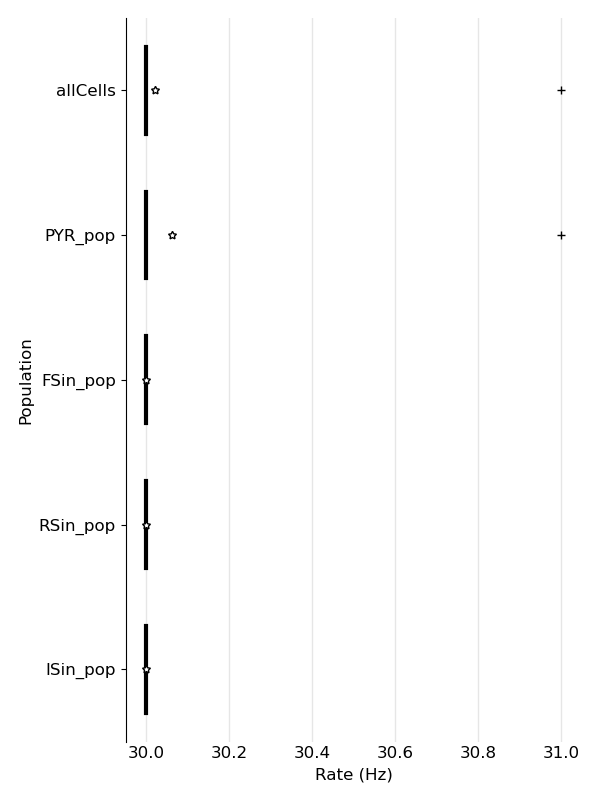 allCells
PYR_pop
FSin_pop
RSin_pop
ISin_pop
Population
30.0 30.2 30.4 30.6 30.8 31.0
Rate (Hz)